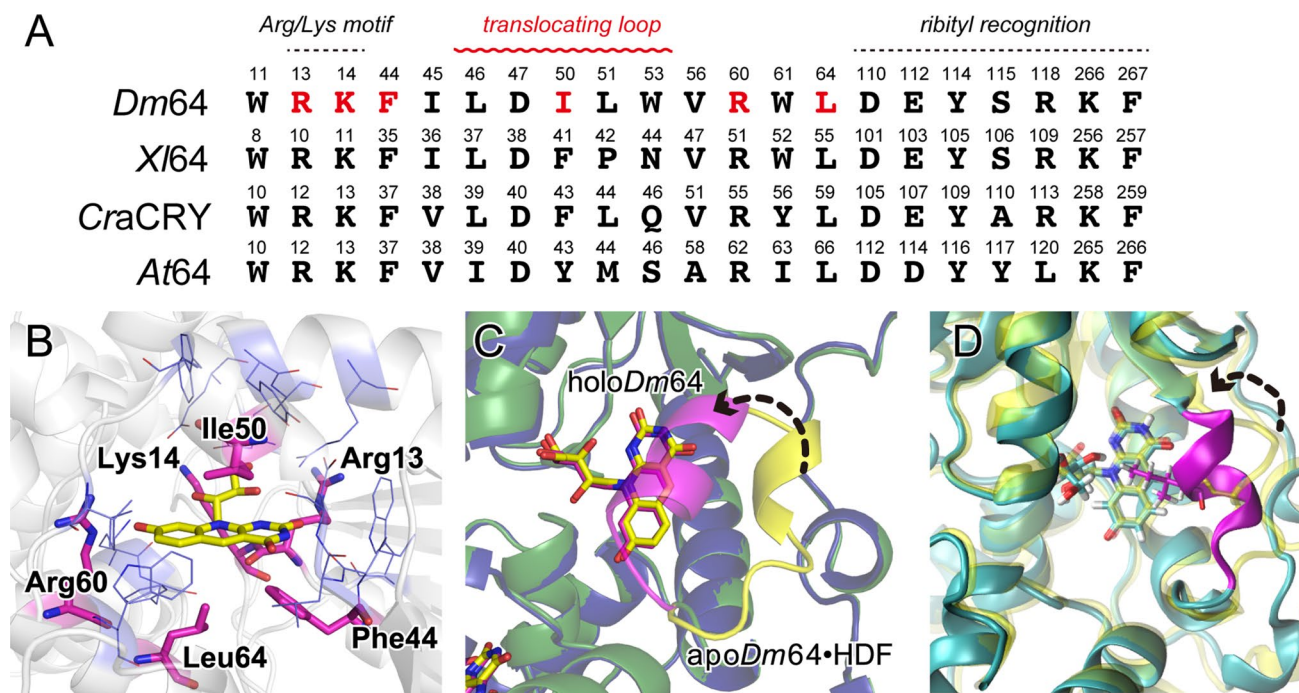 A
Arg/Lys motif translocating loop ribityl recognition
11 13 14 44 45 46 47 50 51 53 56 60 61 64 110 112 114 115 118 266 267
Dm64 W R K F I L D I L W V R W L D E Y S R K F
8 10 11 35 36 37 38 41 42 44 47 51 52 55 101 103 105 106 109 256 257
Xl64 W R K F I L D F P N V R W L D E Y S R K F
10 12 13 37 38 39 40 43 44 46 51 55 56 59 105 107 109 110 113 258 259
CraCRY W R K F V L D F L Q V R Y L D E Y A R K F
10 12 13 37 38 39 40 43 44 46 58 62 63 66 112 114 116 117 120 265 266
At64 W R K F V I D Y M S A R I L D D Y Y L K F
B
Ile50
Lys14 Arg13
Arg60
Leu64 Phe44
C
holoDm64
apoDm64•HDF
D